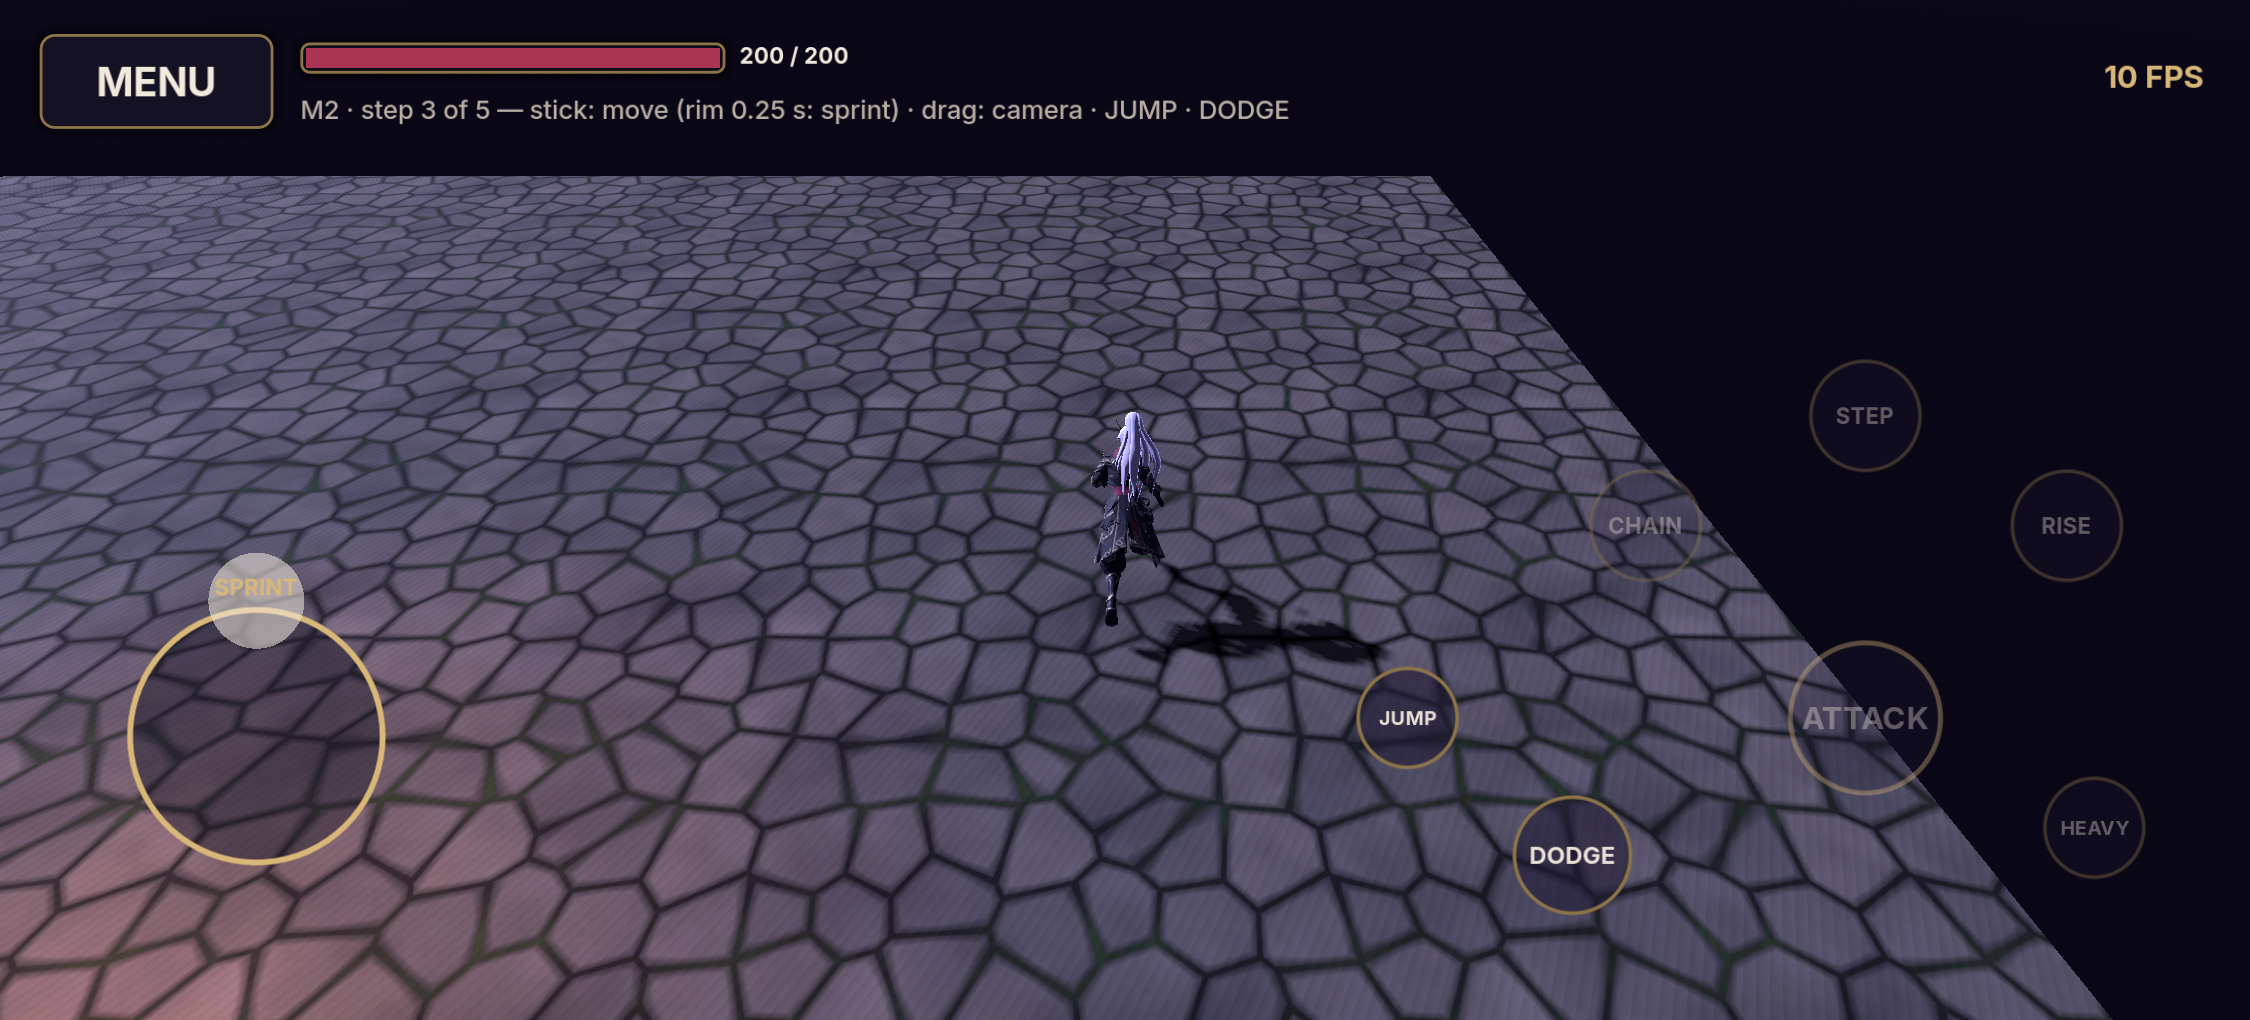 MENU
200 / 200
10 FPS
M2 · step 3 of 5 — stick: move (rim 0.25 s: sprint) · drag: camera · JUMP · DODGE
STEP
CHAIN
RISE
SPRINT
JUMP
ATTACK
HEAVY
DODGE